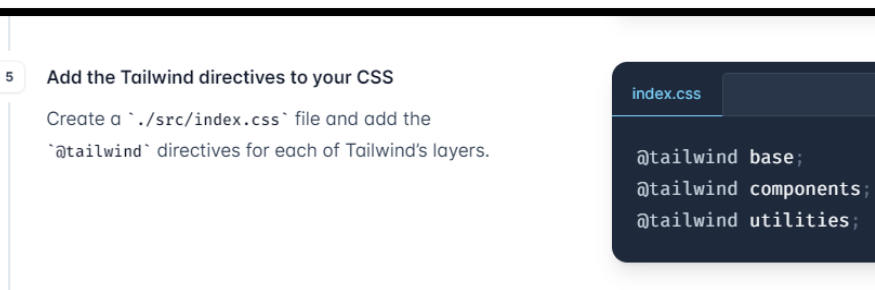 5
Add the Tailwind directives to your CSS
Create a `./src/index.css` file and add the
`@tailwind` directives for each of Tailwind's layers.
index.css
@tailwind base;
@tailwind components;
@tailwind utilities;